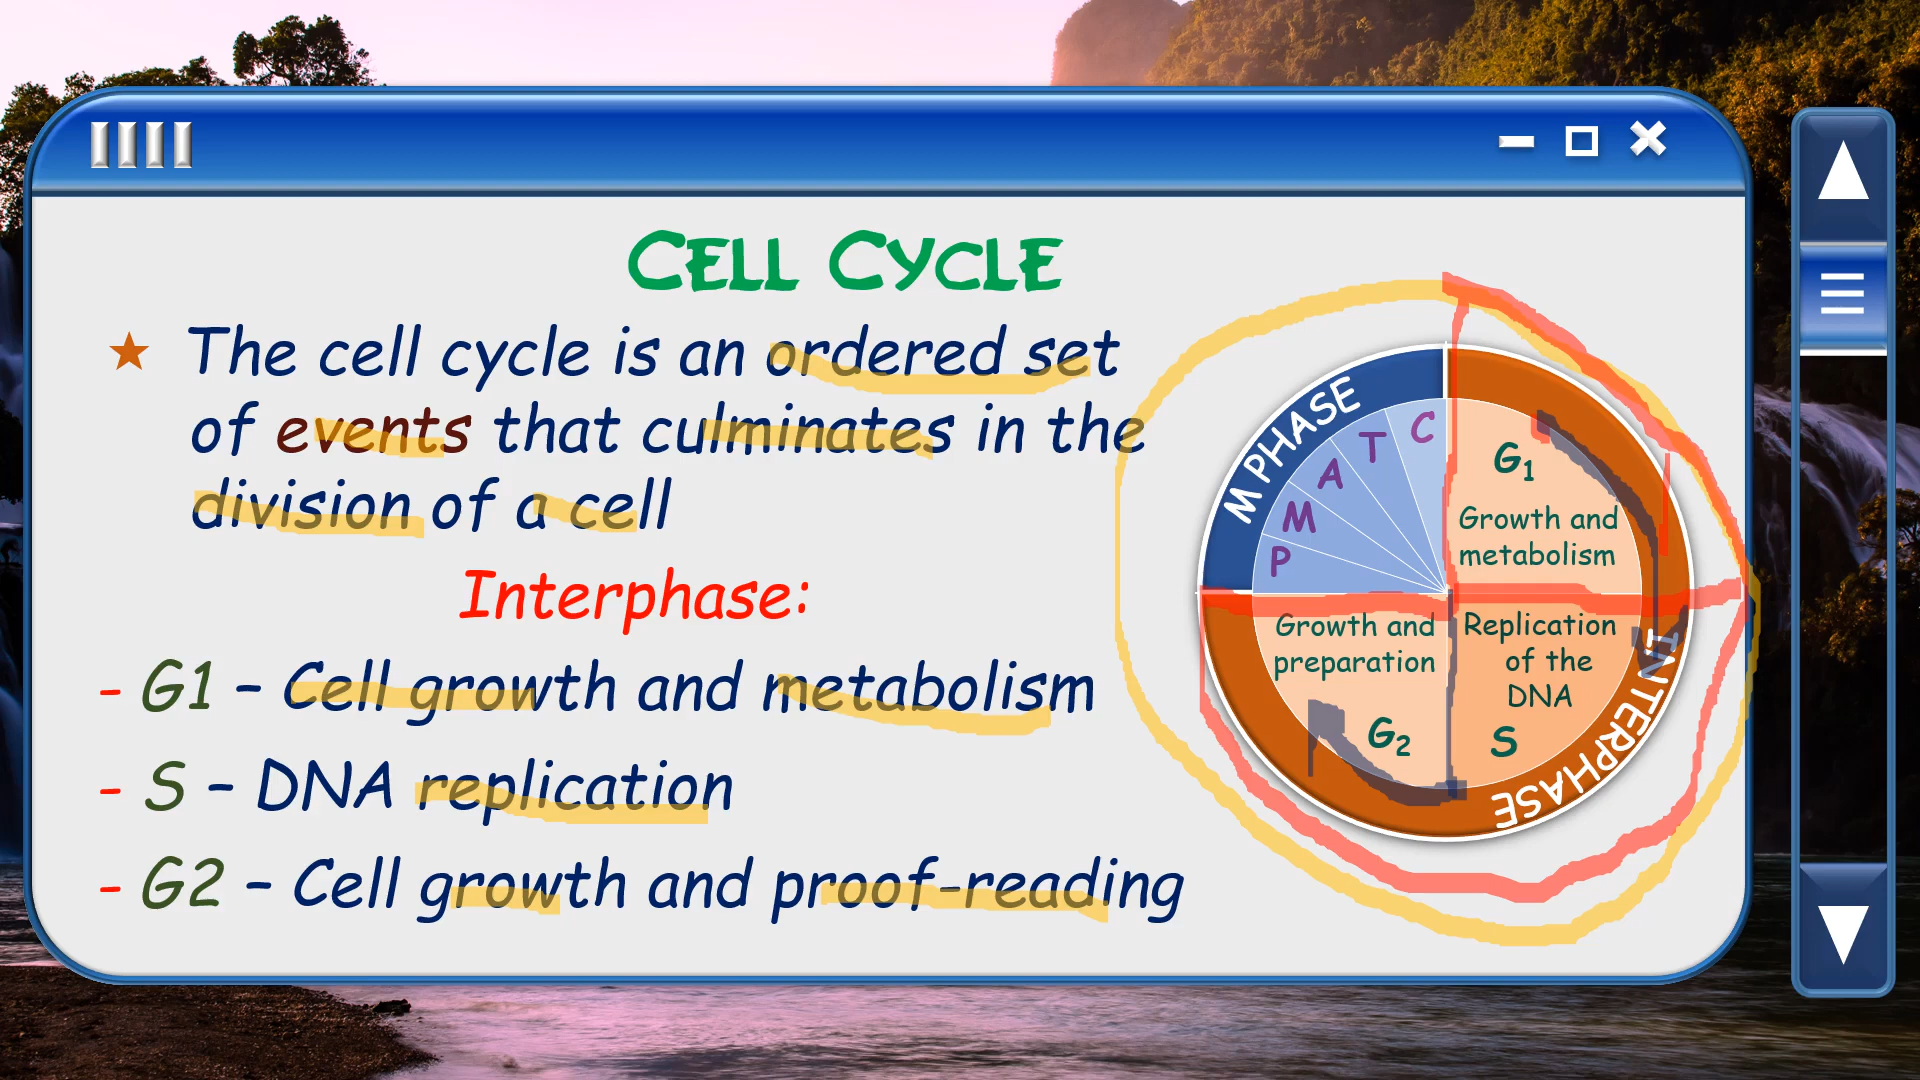 CELL CYCLE
The cell cycle is an ordered set
of events that culminates in the
division of a cell
Interphase:
- G1 – Cell growth and metabolism
- S – DNA replication
- G2 – Cell growth and proof-reading
M PHASE
P
M
A
T
C
G1
Growth and
metabolism
Growth and
preparation
G2
Replication
of the
DNA
S
INTERPHASE